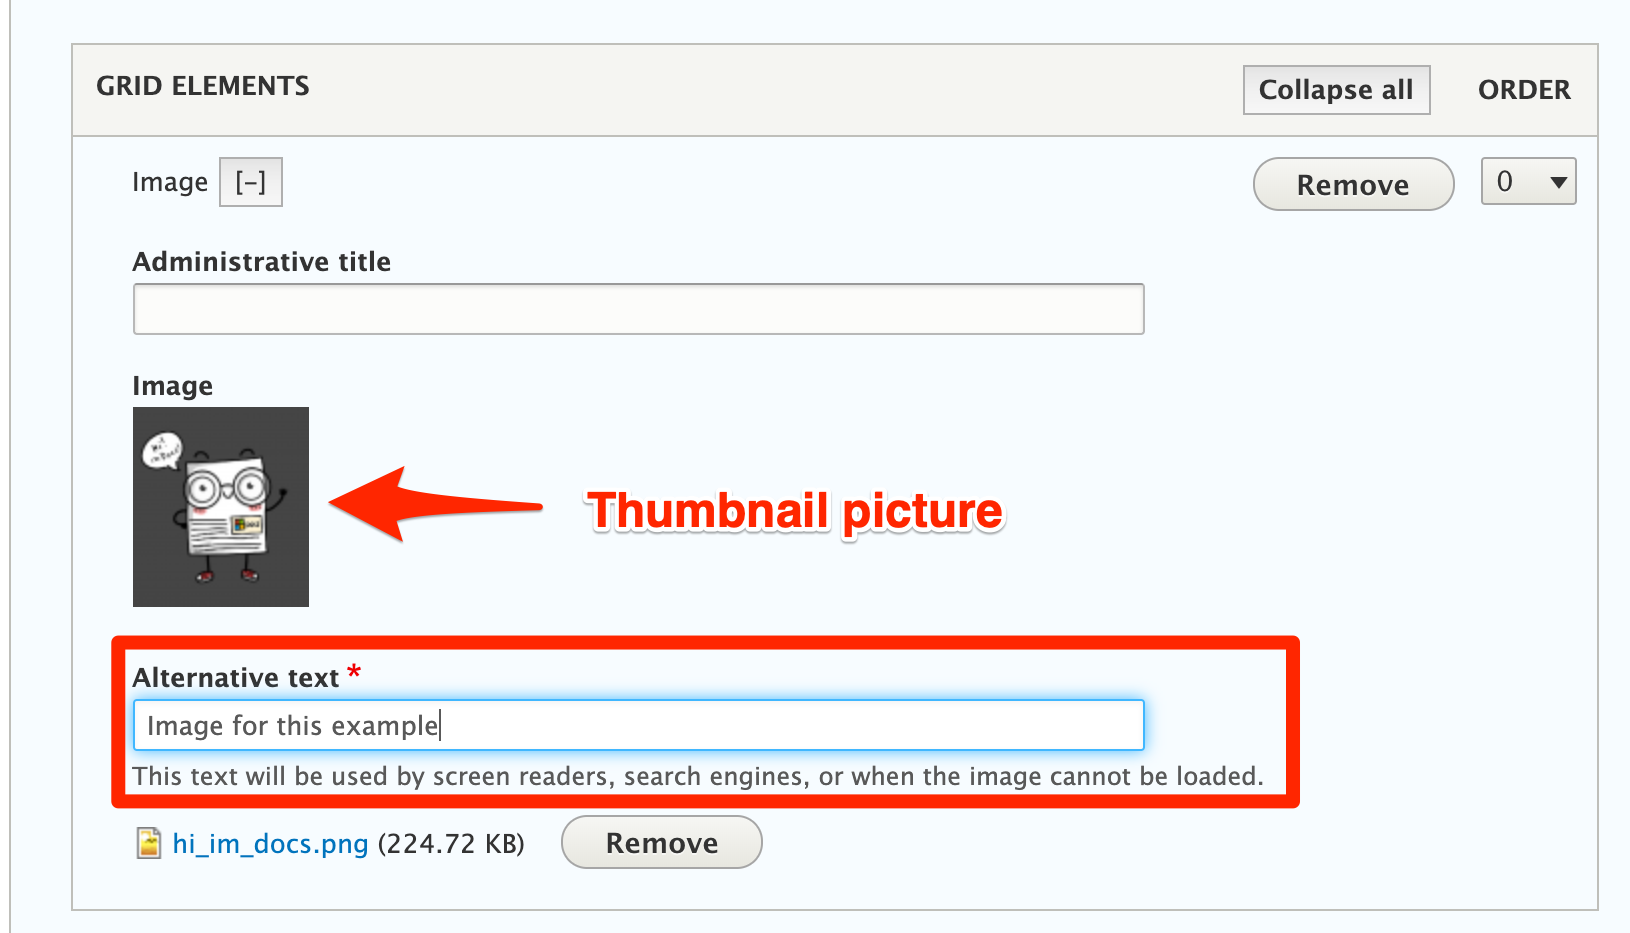 GRID ELEMENTS
Collapse all
ORDER
Image [–]
Remove
0
Administrative title
Image
Thumbnail picture
Alternative text *
Image for this example
This text will be used by screen readers, search engines, or when the image cannot be loaded.
hi_im_docs.png (224.72 KB)
Remove